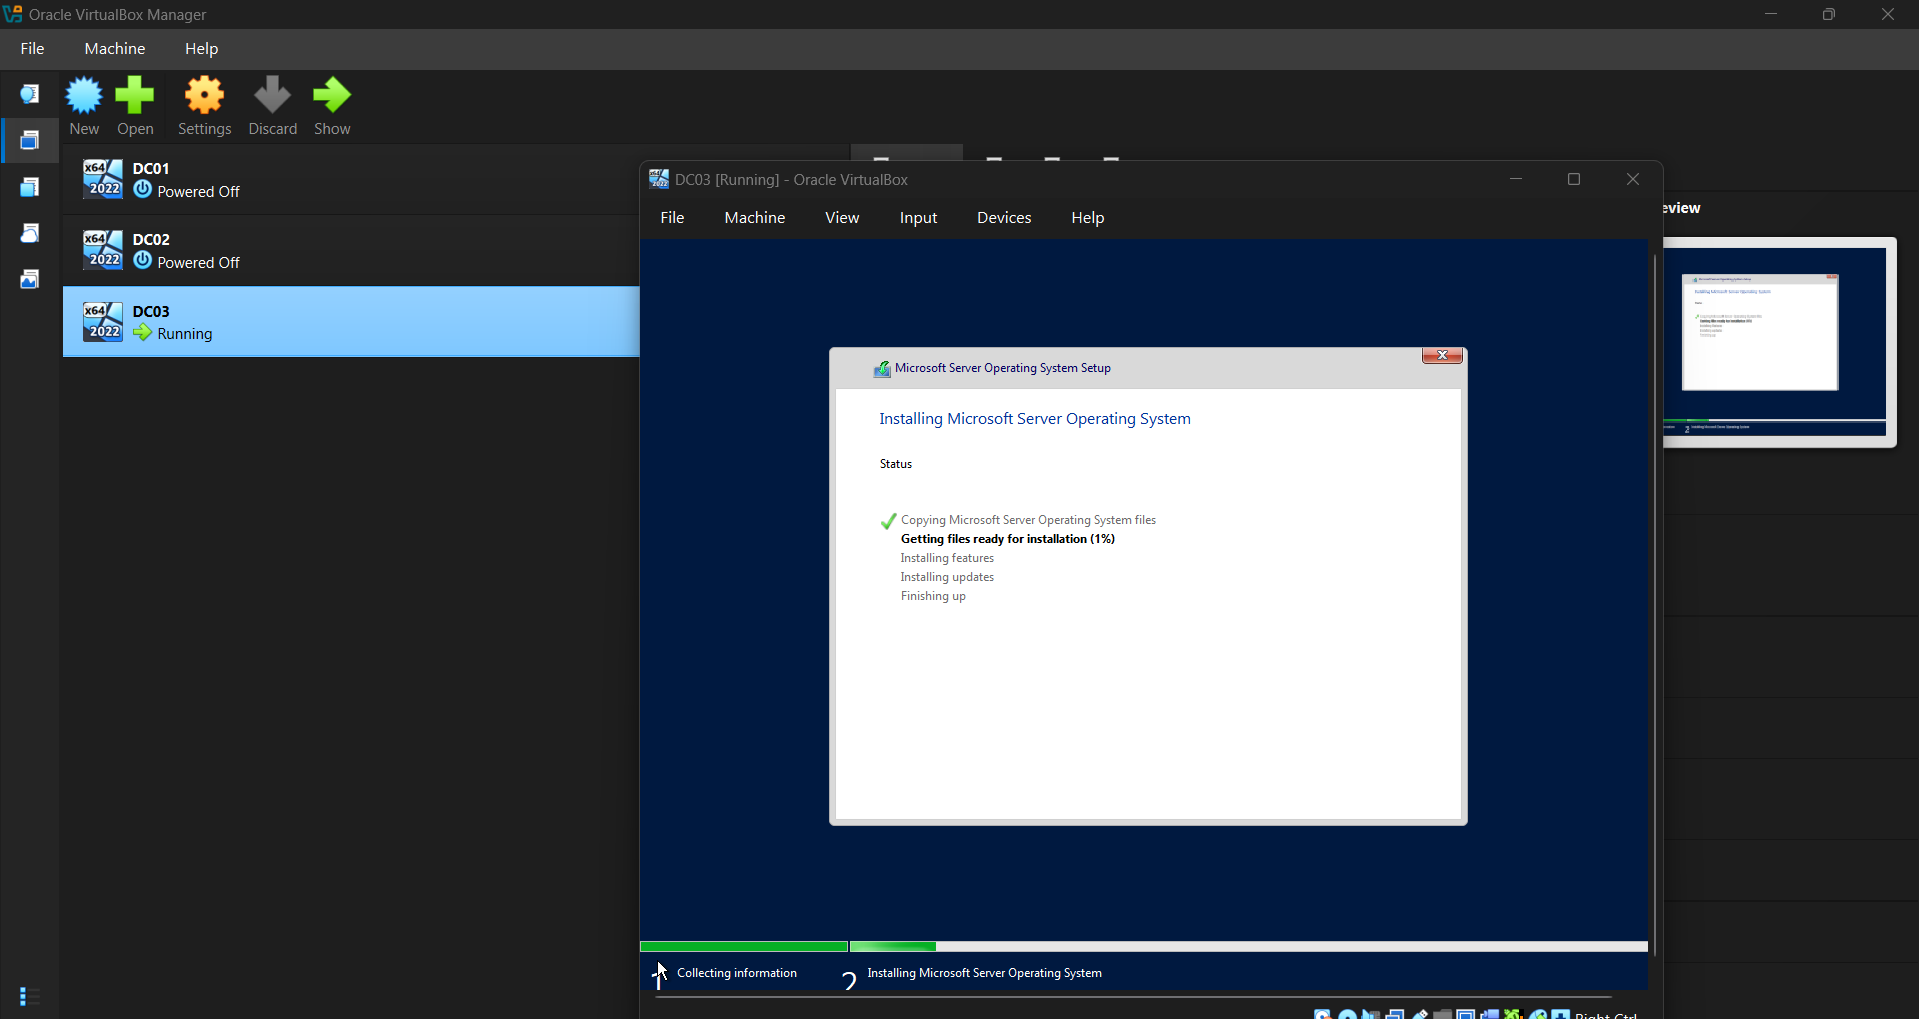 Oracle VirtualBox Manager
File Machine Help
New Open Settings Discard Show
x64 2022 DC01
Powered Off
x64 2022 DC02
Powered Off
x64 2022 DC03
Running
DC03 [Running] - Oracle VirtualBox
File Machine View Input Devices Help
eview
Microsoft Server Operating System Setup
Installing Microsoft Server Operating System
Status
Copying Microsoft Server Operating System files
Getting files ready for installation (1%)
Installing features
Installing updates
Finishing up
1 Collecting information 2 Installing Microsoft Server Operating System
Right Ctrl